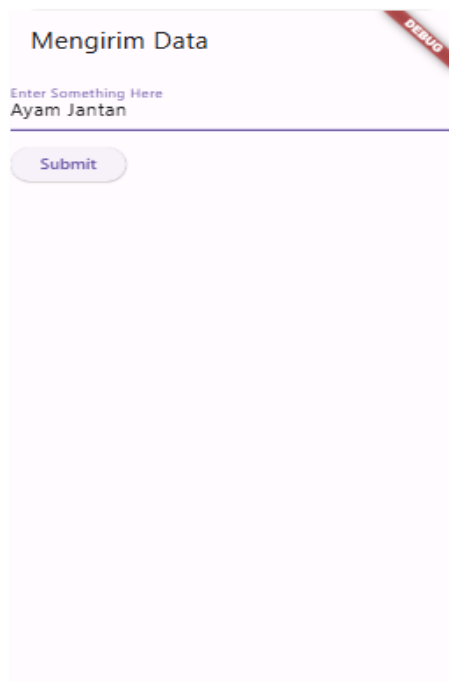 Mengirim Data
DEBUG
Enter Something Here
Ayam Jantan
Submit